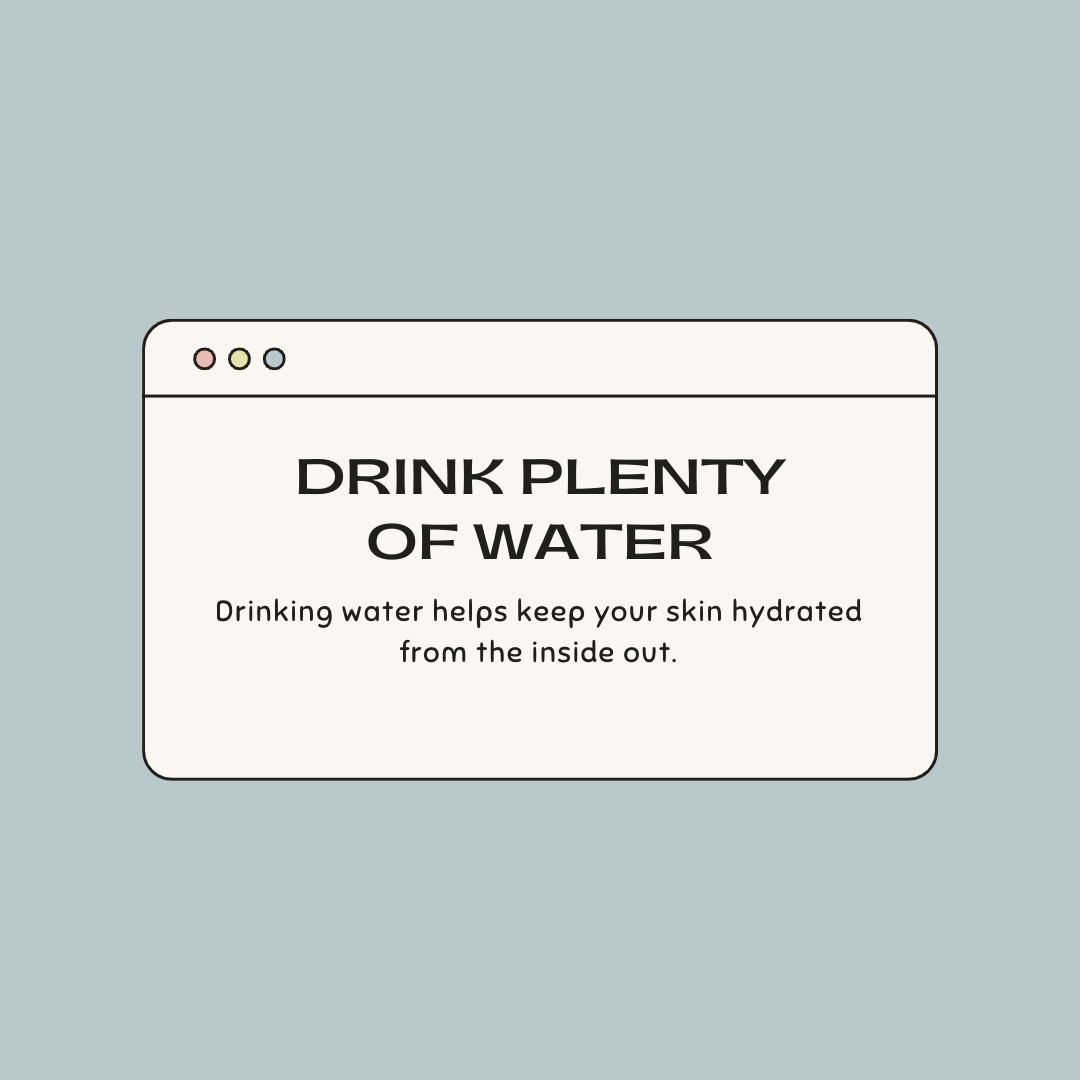 DRINK PLENTY
OF WATER
Drinking water helps keep your skin hydrated
from the inside out.